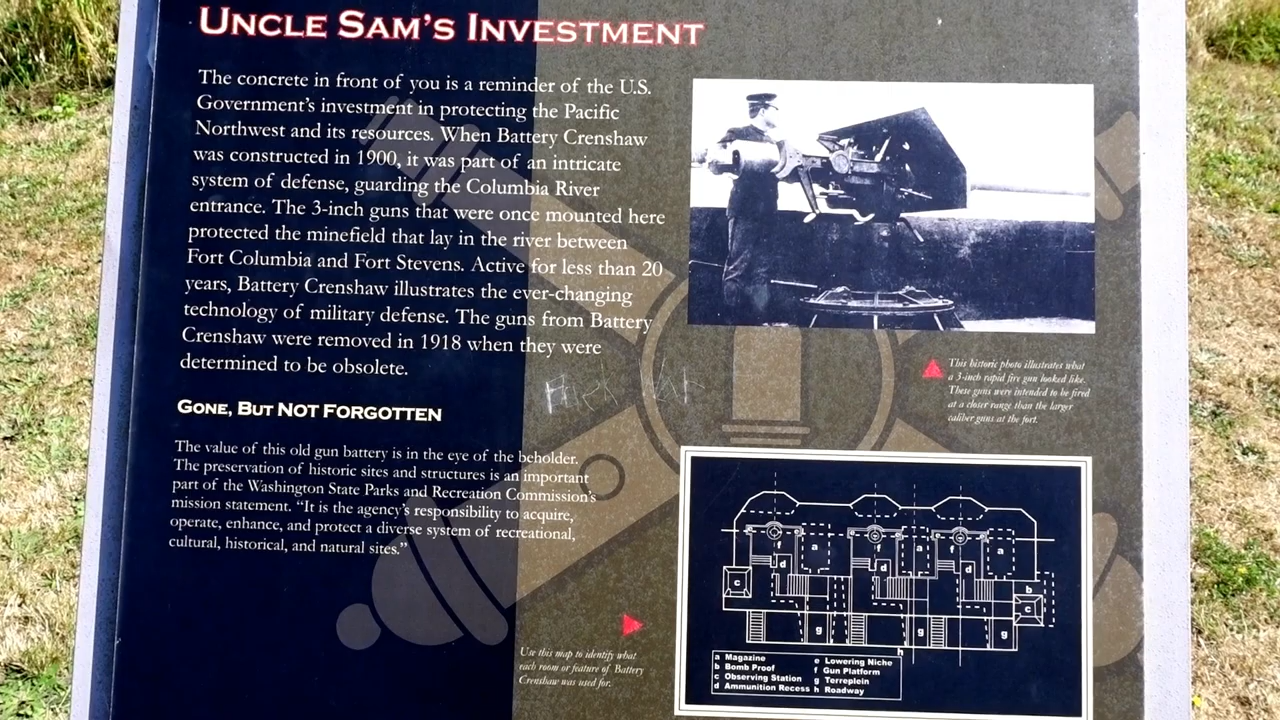 UNCLE SAM'S INVESTMENT
The concrete in front of you is a reminder of the U.S.
Government's investment in protecting the Pacific
Northwest and its resources. When Battery Crenshaw
was constructed in 1900, it was part of an intricate
system of defense, guarding the Columbia River
entrance. The 3-inch guns that were once mounted here
protected the minefield that lay in the river between
Fort Columbia and Fort Stevens. Active for less than 20
years, Battery Crenshaw illustrates the ever-changing
technology of military defense. The guns from Battery
Crenshaw were removed in 1918 when they were
determined to be obsolete.
This historic photo illustrates what
a 3-inch rapid fire gun looked like.
These guns were intended to be fired
at a closer range than the larger
caliber guns at the fort.
GONE, BUT NOT FORGOTTEN
The value of this old gun battery is in the eye of the beholder.
The preservation of historic sites and structures is an important
part of the Washington State Parks and Recreation Commission's
mission statement. "It is the agency's responsibility to acquire,
operate, enhance, and protect a diverse system of recreational,
cultural, historical, and natural sites."
Use this map to identify what
each room or feature of Battery
Crenshaw was used for.
f a f a f a
d d d
c b
c
g g g
h
a Magazine
b Bomb Proof
c Observing Station
d Ammunition Recess
e Lowering Niche
f Gun Platform
g Terreplein
h Roadway